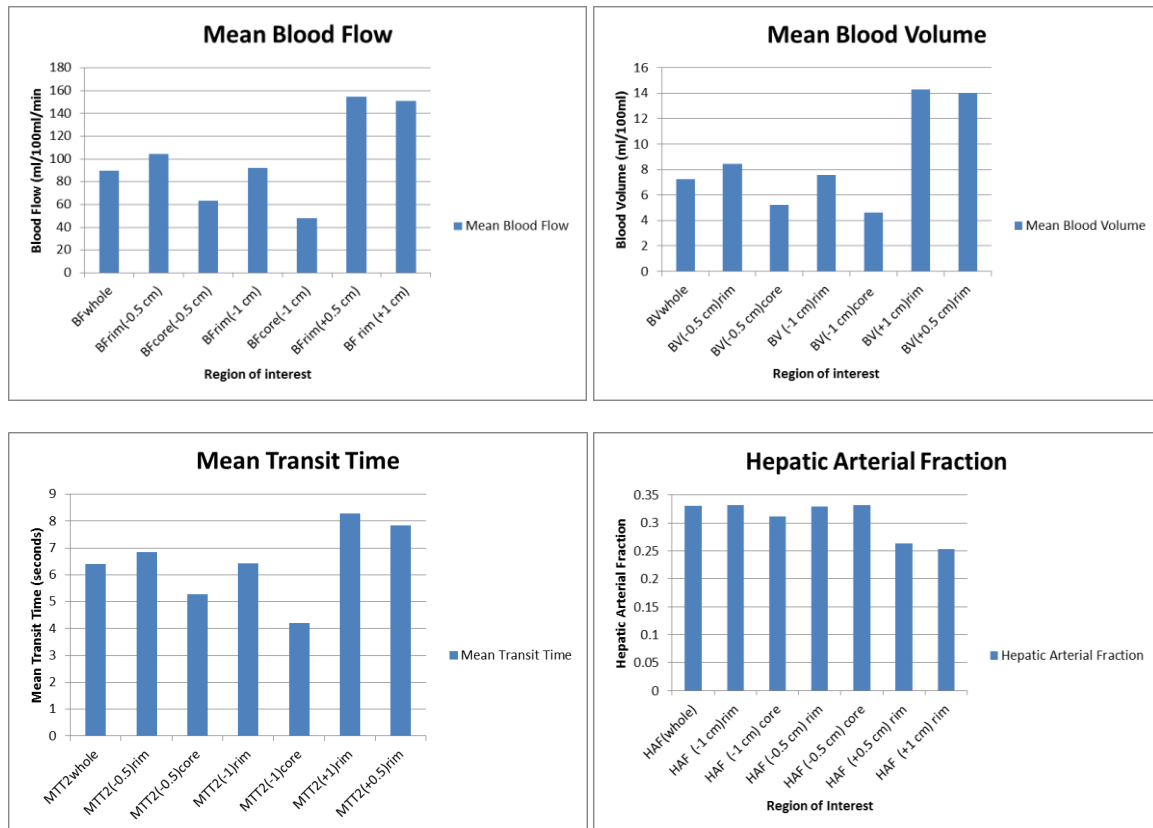 Mean Blood Flow
Blood Flow (ml/100ml/min
180
160
140
120
100
80
60
40
20
0
BFwhole
BFrim(-0.5 cm)
BFcore(-0.5 cm)
BFrim(-1 cm)
BFcore(-1 cm)
BFrim(+0.5 cm)
BF rim (+1 cm)
Region of interest
Mean Blood Flow
Mean Blood Volume
Blood Volume (ml/100ml)
16
14
12
10
8
6
4
2
0
BVwhole
BV(-0.5 cm)rim
BV(-0.5 cm)core
BV (-1 cm)rim
BV(-1 cm)core
BV(+1 cm)rim
BV(+0.5 cm)rim
Region of interest
Mean Blood Volume
Mean Transit Time
Mean Transit Time (seconds)
9
8
7
6
5
4
3
2
1
0
MTT2whole
MTT2(-0.5)rim
MTT2(-0.5)core
MTT2(-1)rim
MTT2(-1)core
MTT2(+1)rim
MTT2(+0.5)rim
Mean Transit Time
Hepatic Arterial Fraction
Hepatic Arterial Fraction
0.35
0.3
0.25
0.2
0.15
0.1
0.05
0
HAF(whole)
HAF (-1 cm)rim
HAF (-1 cm) core
HAF (-0.5 cm) rim
HAF (-0.5 cm) core
HAF (+0.5 cm) rim
HAF (+1 cm) rim
Region of Interest
Hepatic Arterial Fraction